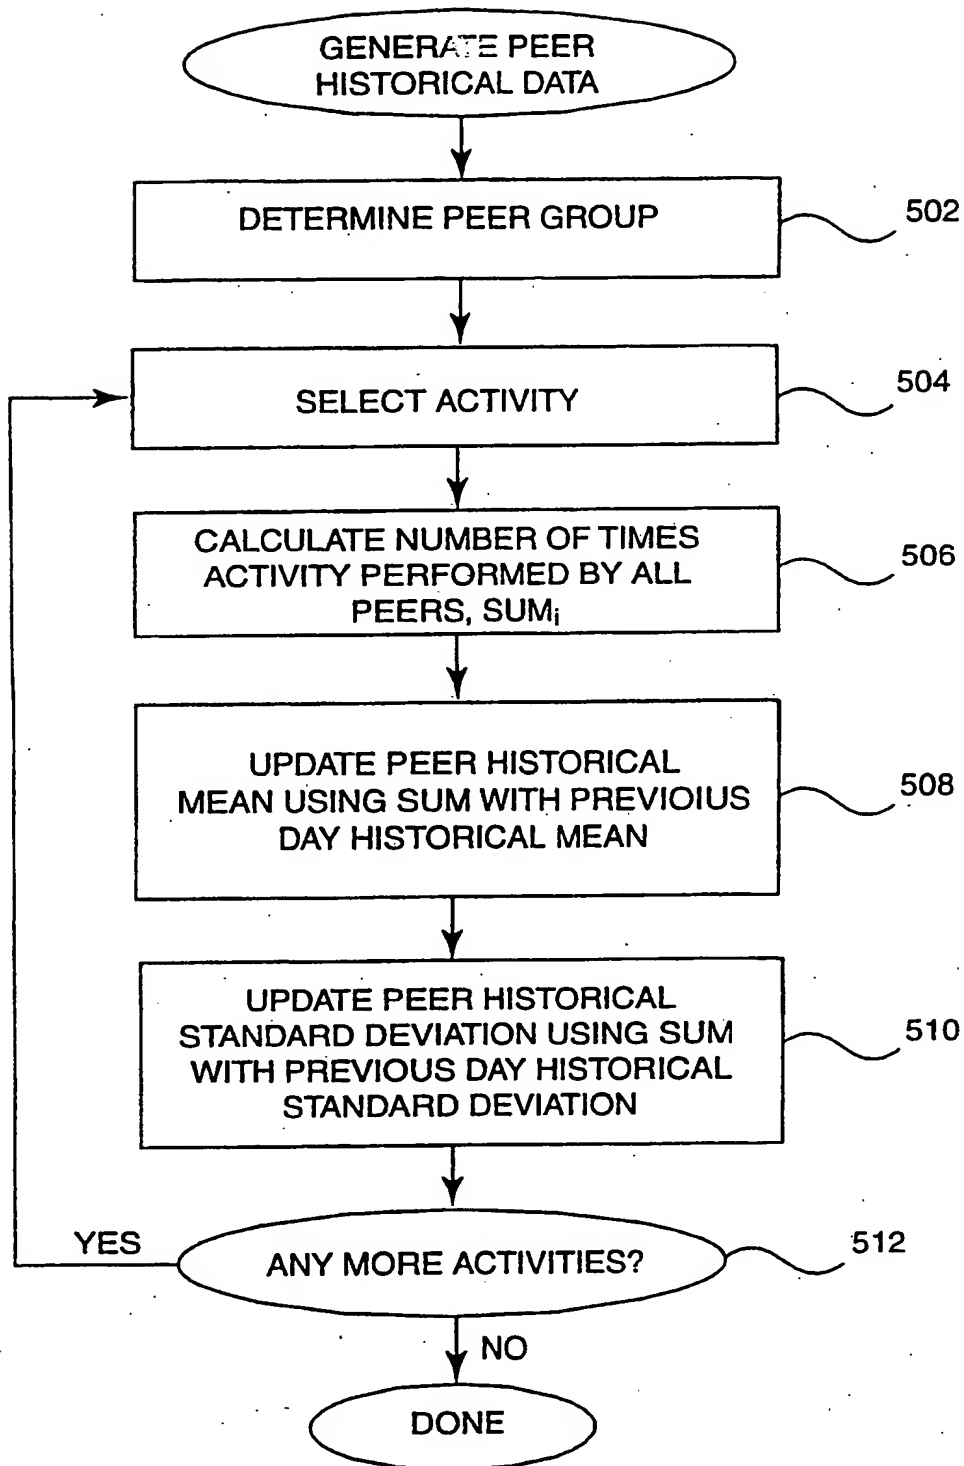 GENERATE PEER
HISTORICAL DATA
DETERMINE PEER GROUP
502
SELECT ACTIVITY
504
CALCULATE NUMBER OF TIMES
ACTIVITY PERFORMED BY ALL
PEERS, SUMi
506
UPDATE PEER HISTORICAL
MEAN USING SUM WITH PREVIOIUS
DAY HISTORICAL MEAN
508
UPDATE PEER HISTORICAL
STANDARD DEVIATION USING SUM
WITH PREVIOUS DAY HISTORICAL
STANDARD DEVIATION
510
YES
ANY MORE ACTIVITIES?
512
NO
DONE